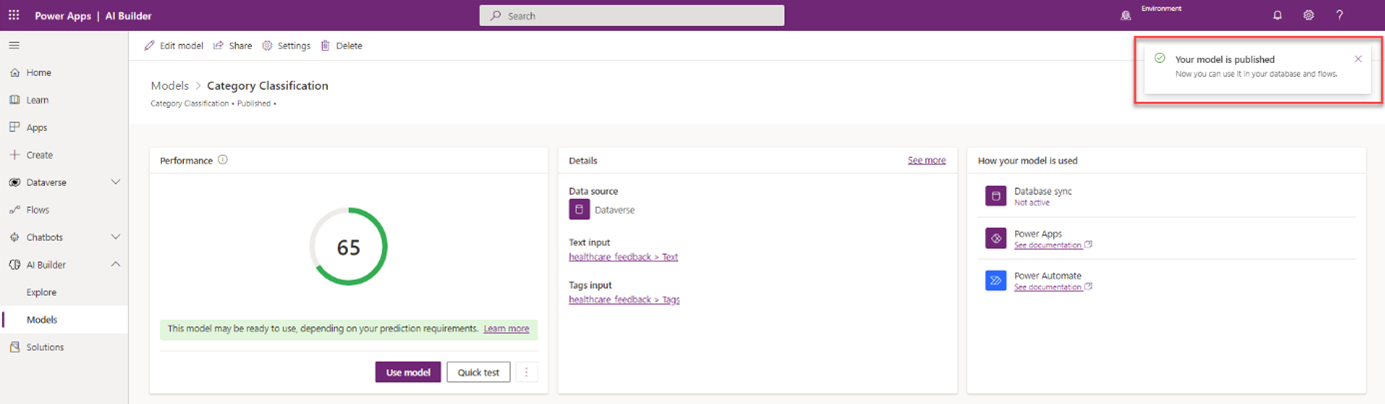 Power Apps | AI Builder
Search
Environment
?
Edit model
Share
Settings
Delete
Your model is published
Now you can use it in your database and flows.
Home
Learn
Apps
Create
Dataverse
Flows
Chatbots
AI Builder
Explore
Models
Solutions
Models > Category Classification
Category Classification • Published •
Performance
65
This model may be ready to use, depending on your prediction requirements. Learn more
Use model
Quick test
Details
See more
Data source
Dataverse
Text input
healthcare_feedback > Text
Tags input
healthcare_feedback > Tags
How your model is used
Database sync
Not active
Power Apps
See documentation
Power Automate
See documentation